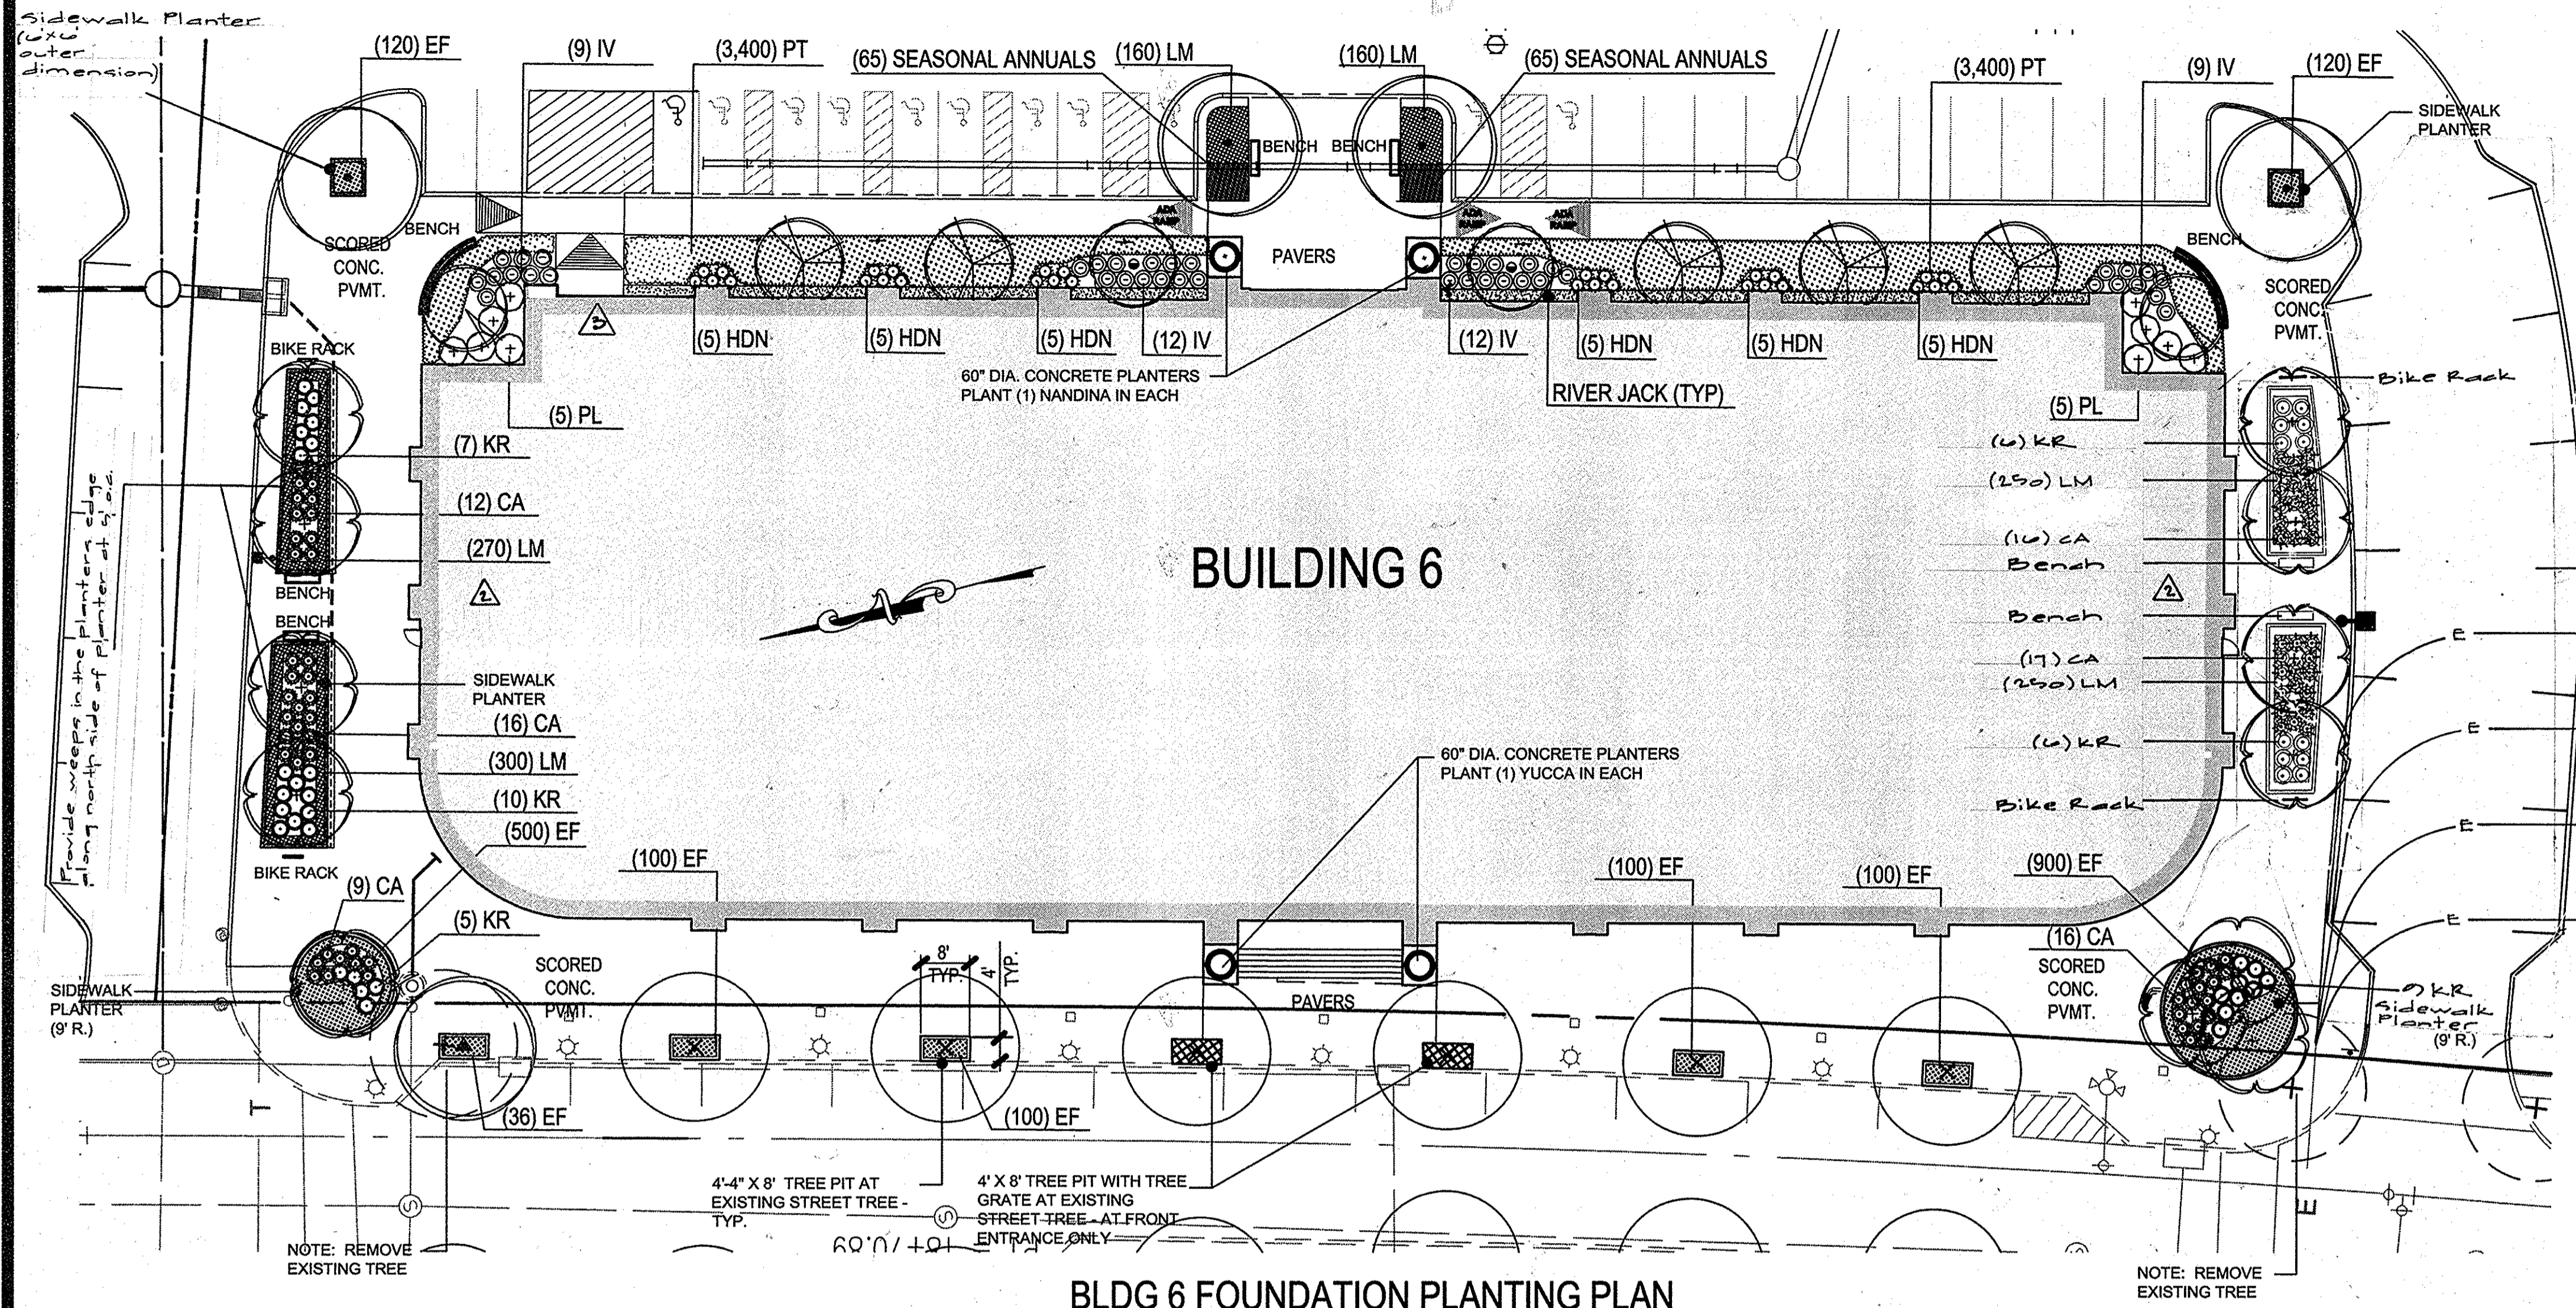 Sidewalk Planter
(6'x6'
outer
dimension)
(120) EF
(9) IV
(3,400) PT
(65) SEASONAL ANNUALS
(160) LM
(160) LM
(65) SEASONAL ANNUALS
(3,400) PT
(9) IV
(120) EF
SIDEWALK
PLANTER
BENCH
BENCH
BENCH
SCORED
CONC.
PVMT.
ADA
RAMP
ADA
RAMP
ADA
RAMP
PAVERS
BENCH
SCORED
CONC.
PVMT.
3
(5) HDN
(5) HDN
(5) HDN
(12) IV
(12) IV
(5) HDN
(5) HDN
(5) HDN
60" DIA. CONCRETE PLANTERS
PLANT (1) NANDINA IN EACH
RIVER JACK (TYP)
BIKE RACK
(5) PL
(5) PL
Bike Rack
(7) KR
(12) CA
(270) LM
2
BENCH
BENCH
SIDEWALK
PLANTER
(16) CA
(300) LM
(10) KR
(500) EF
BIKE RACK
(9) CA
(5) KR
Provide weeps in the planters edge
along north side of planter at 5' o.c.
BUILDING 6
N
(6) KR
(250) LM
(16) CA
Bench
2
Bench
(17) CA
(250) LM
(6) KR
Bike Rack
E
E
E
E
60" DIA. CONCRETE PLANTERS
PLANT (1) YUCCA IN EACH
(100) EF
(100) EF
(100) EF
(900) EF
(16) CA
SCORED
CONC.
PVMT.
9 KR
Sidewalk
Planter
(9' R.)
SIDEWALK
PLANTER
(9' R.)
SCORED
CONC.
PVMT.
8'
TYP.
4'
TYP.
PAVERS
D
T
(36) EF
(100) EF
4'-4" X 8' TREE PIT AT
EXISTING STREET TREE -
TYP.
4' X 8' TREE PIT WITH TREE
GRATE AT EXISTING
STREET TREE - AT FRONT
ENTRANCE ONLY
S
S
E
NOTE: REMOVE
EXISTING TREE
NOTE: REMOVE
EXISTING TREE
BLDG 6 FOUNDATION PLANTING PLAN